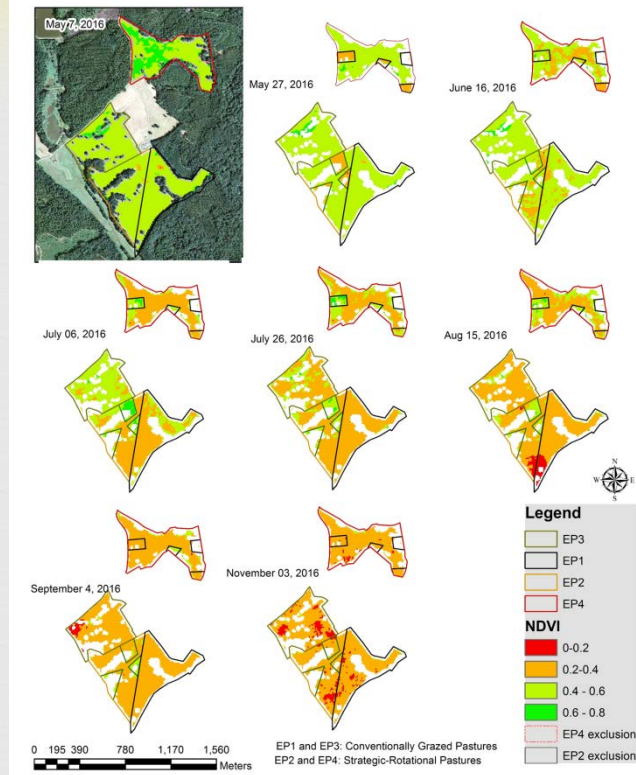 May 7, 2016
May 27, 2016
June 16, 2016
July 06, 2016
July 26, 2016
Aug 15, 2016
N
W
E
S
September 4, 2016
November 03, 2016
Legend
EP3
EP1
EP2
EP4
NDVI
0-0.2
0.2-0.4
0.4 - 0.6
0.6 - 0.8
EP4 exclusion
EP2 exclusion
0 195 390 780 1,170 1,560
Meters
EP1 and EP3: Conventionally Grazed Pastures
EP2 and EP4: Strategic-Rotational Pastures